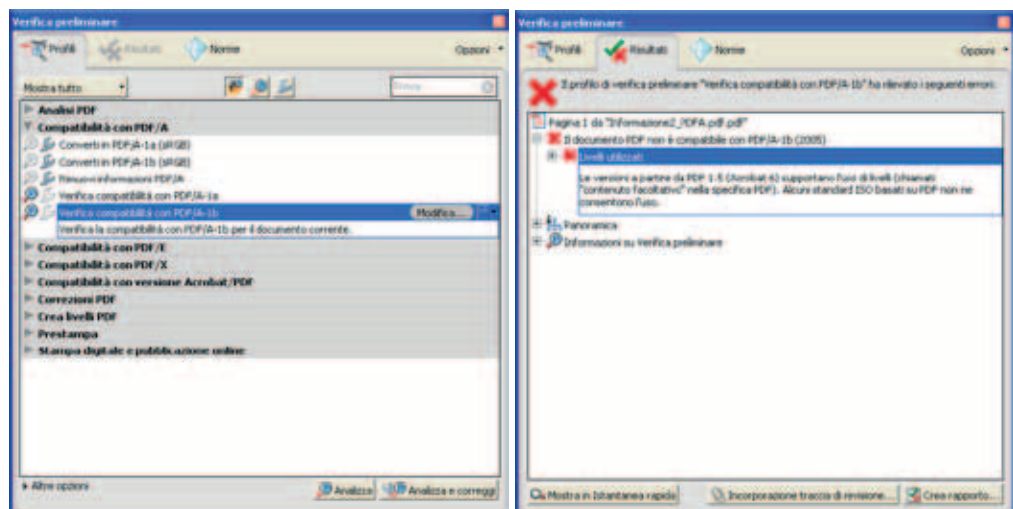 Verifica preliminare
Profili
Risultati
Norme
Opzioni
Mostra tutto
Analisi PDF
Compatibilità con PDF/A
Converti in PDF/A-1a (sRGB)
Converti in PDF/A-1b (sRGB)
Rimuovi informazioni PDF/A
Verifica compatibilità con PDF/A-1a
Verifica compatibilità con PDF/A-1b
Modifica...
Verifica la compatibilità con PDF/A-1b per il documento corrente.
Compatibilità con PDF/E
Compatibilità con PDF/X
Compatibilità con versione Acrobat/PDF
Correzioni PDF
Crea livelli PDF
Prestampa
Stampa digitale e pubblicazione online
Altre opzioni
Analizza
Analizza e correggi
Verifica preliminare
Profili
Risultati
Norme
Opzioni
Il profilo di verifica preliminare "Verifica compatibilità con PDF/A-1b" ha rilevato i seguenti errori:
Pagina 1 da "Informazione2_PDFA.pdf.pdf"
Il documento PDF non è compatibile con PDF/A-1b (2005)
Livelli utilizzati
Le versioni a partire da PDF 1.5 (Acrobat 6) supportano l'uso di livelli (chiamati
"contenuto facoltativo" nella specifica PDF). Alcuni standard ISO basati su PDF non ne
consentono l'uso.
Panoramica
Informazioni su Verifica preliminare
Mostra in Istantanea rapida
Incorporazione traccia di revisione...
Crea rapporto...